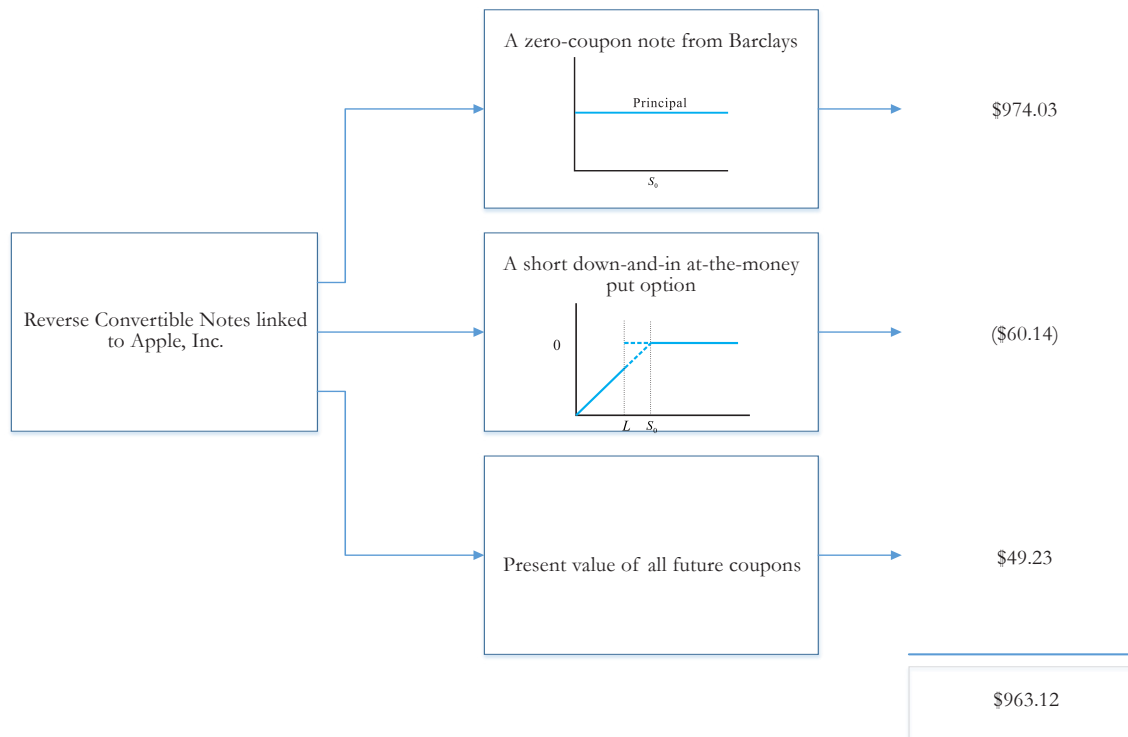 A zero-coupon note from Barclays
Principal
S₀
$974.03
Reverse Convertible Notes linked
to Apple, Inc.
A short down-and-in at-the-money
put option
0
L S₀
($60.14)
Present value of all future coupons
$49.23
$963.12